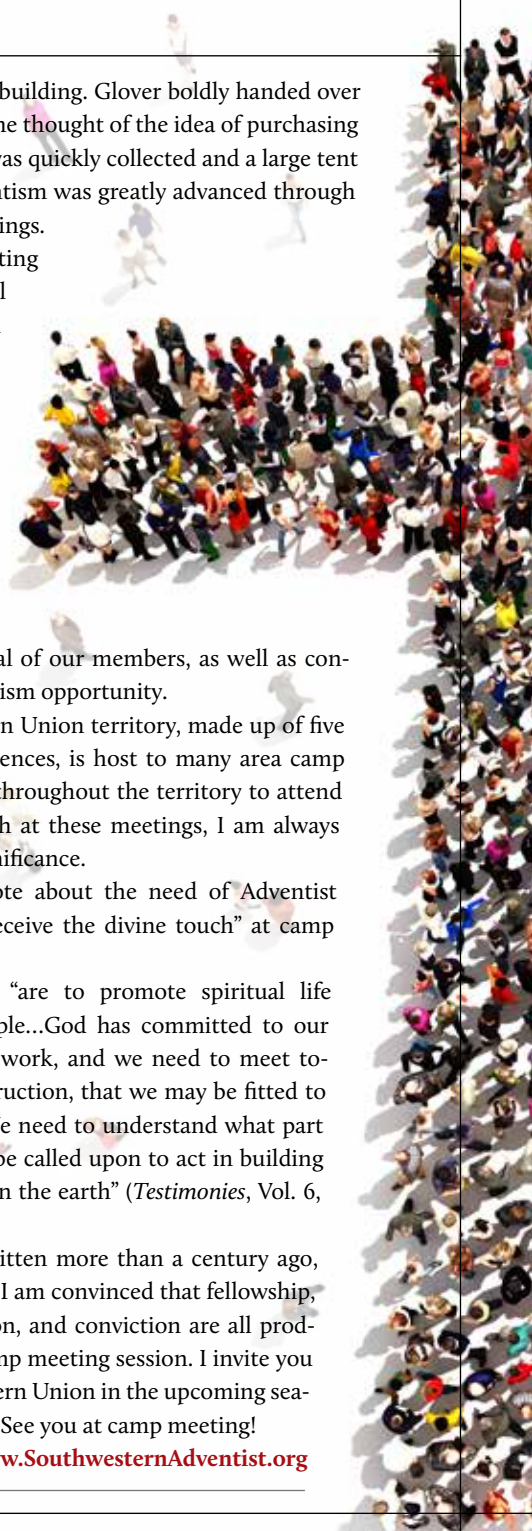 building. Glover boldly handed over
thought of the idea of purchasing
was quickly collected and a large tent
was greatly advanced through
ings.
ting
al of our members, as well as con-
ism opportunity.
n Union territory, made up of five
ences, is host to many area camp
throughout the territory to attend
h at these meetings, I am always
nificance.
ote about the need of Adventist
eceive the divine touch” at camp
“are to promote spiritual life
ple...God has committed to our
work, and we need to meet to-
ruction, that we may be fitted to
e need to understand what part
be called upon to act in building
n the earth” (Testimonies, Vol. 6,
itten more than a century ago,
I am convinced that fellowship,
on, and conviction are all prod-
mp meeting session. I invite you
ern Union in the upcoming sea-
See you at camp meeting!
w.SouthwesternAdventist.org